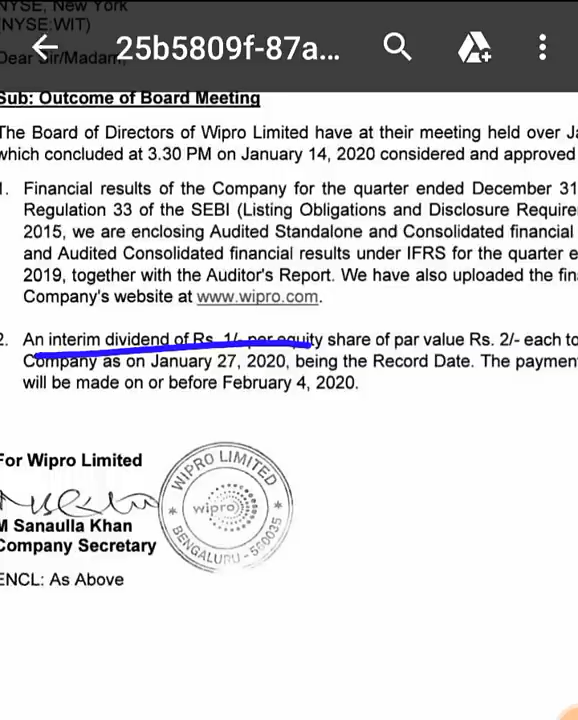 NYSE, New York
(NYSE:WIT)
Dear Sir/Madam,
25b5809f-87a...
Sub: Outcome of Board Meeting
The Board of Directors of Wipro Limited have at their meeting held over Ja
which concluded at 3.30 PM on January 14, 2020 considered and approved
1. Financial results of the Company for the quarter ended December 31
Regulation 33 of the SEBI (Listing Obligations and Disclosure Require
2015, we are enclosing Audited Standalone and Consolidated financial
and Audited Consolidated financial results under IFRS for the quarter e
2019, together with the Auditor's Report. We have also uploaded the fin
Company's website at www.wipro.com.
2. An interim dividend of Rs. 1/- per equity share of par value Rs. 2/- each to
Company as on January 27, 2020, being the Record Date. The paymen
will be made on or before February 4, 2020.
For Wipro Limited
WIPRO LIMITED
wipro
BENGALURU - 560035
M Sanaulla Khan
Company Secretary
ENCL: As Above